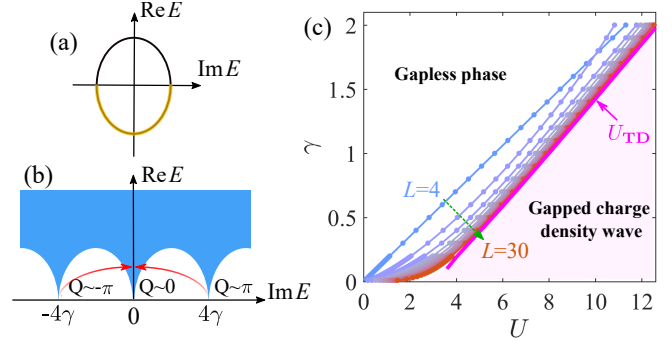 (a)
Re E
Im E
(b)
Re E
Q~-π
Q~0
Q~π
Im E
-4γ
0
4γ
(c)
2
1.5
1
0.5
0
γ
Gapless phase
U_TD
L=4
L=30
Gapped charge
density wave
0
2
4
6
8
10
12
U